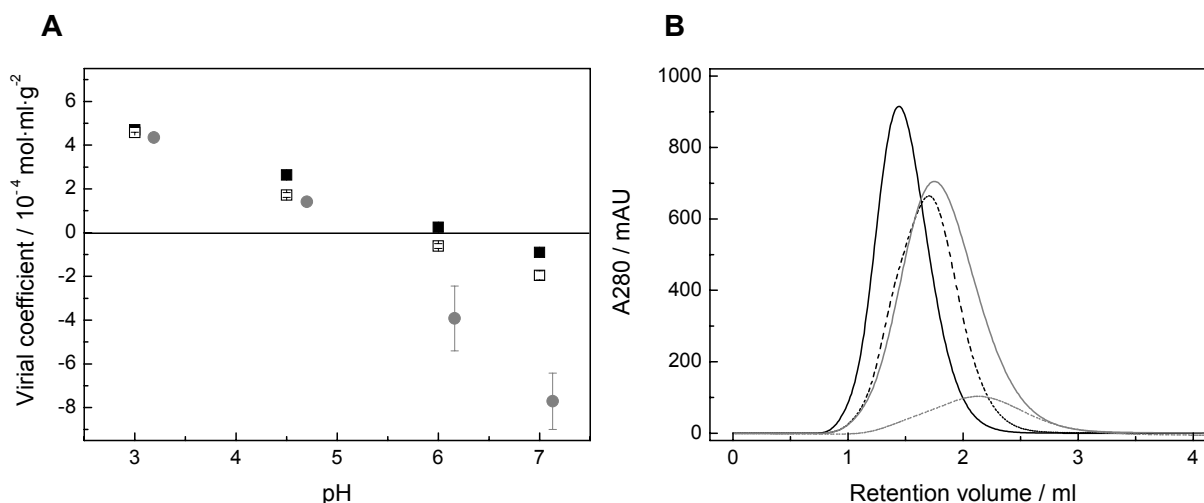 A
Virial coefficient / 10⁻⁴ mol·ml·g⁻²
6
4
2
0
-2
-4
-6
-8
3 4 5 6 7
pH
B
A280 / mAU
1000
800
600
400
200
0
0 1 2 3 4
Retention volume / ml